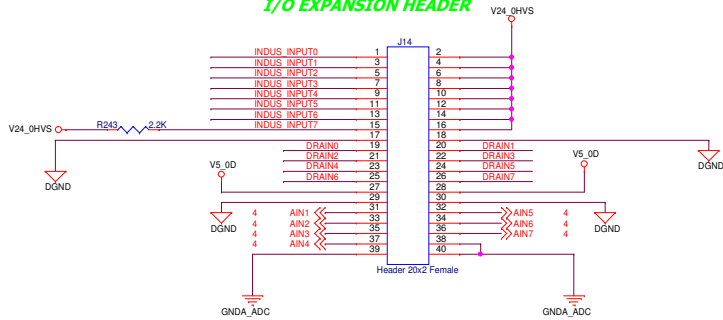 I/O EXPANSION HEADER
V24_0HVS
J14
INDUS_INPUT0 1 2
INDUS_INPUT1 3 4
INDUS_INPUT2 5 6
INDUS_INPUT3 7 8
INDUS_INPUT4 9 10
INDUS_INPUT5 11 12
INDUS_INPUT6 13 14
V24_0HVS R243 2.2K INDUS_INPUT7 15 16
17 18
DRAIN0 19 20 DRAIN1
DRAIN2 21 22 DRAIN3
DRAIN4 23 24 DRAIN5
DRAIN6 25 26 DRAIN7
V5_0D 27 28 V5_0D
DGND 29 30 DGND
4 AIN1 31 32 AIN5 4
4 AIN2 33 34 AIN6 4
4 AIN3 35 36 AIN7 4
4 AIN4 37 38
39 40
DGND DGND
Header 20x2 Female
GNDA_ADC GNDA_ADC